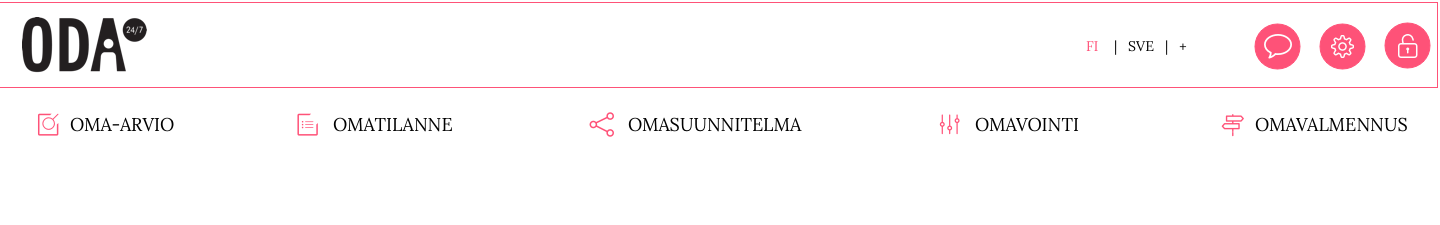 ODA 24/7
FI | SVE | +
OMA-ARVIO OMATILANNE OMASUUNNITELMA OMAVOINTI OMAVALMENNUS